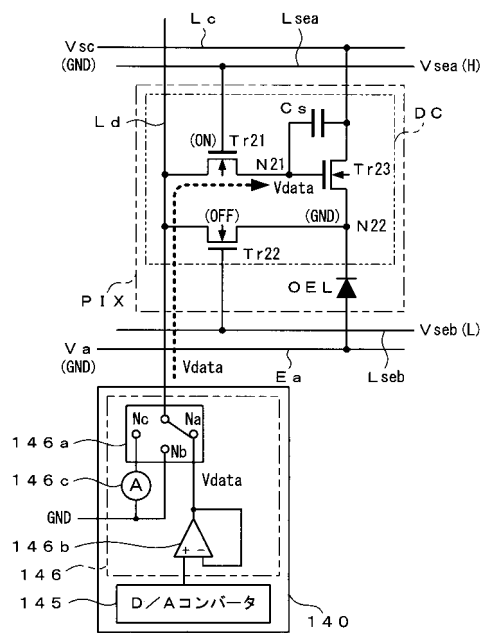 Lc
Lsea
Vsc
(GND)
Vsea(H)
Ld
Cs
DC
(ON)
Tr21
N21
Tr23
Vdata
(OFF)
(GND)
N22
Tr22
OEL
PIX
Vseb(L)
Va
(GND)
Vdata
Ea
Lseb
Nc
Na
146a
Nb
146c
A
Vdata
GND
146b
+ -
146
145
D/Aコンバータ
140